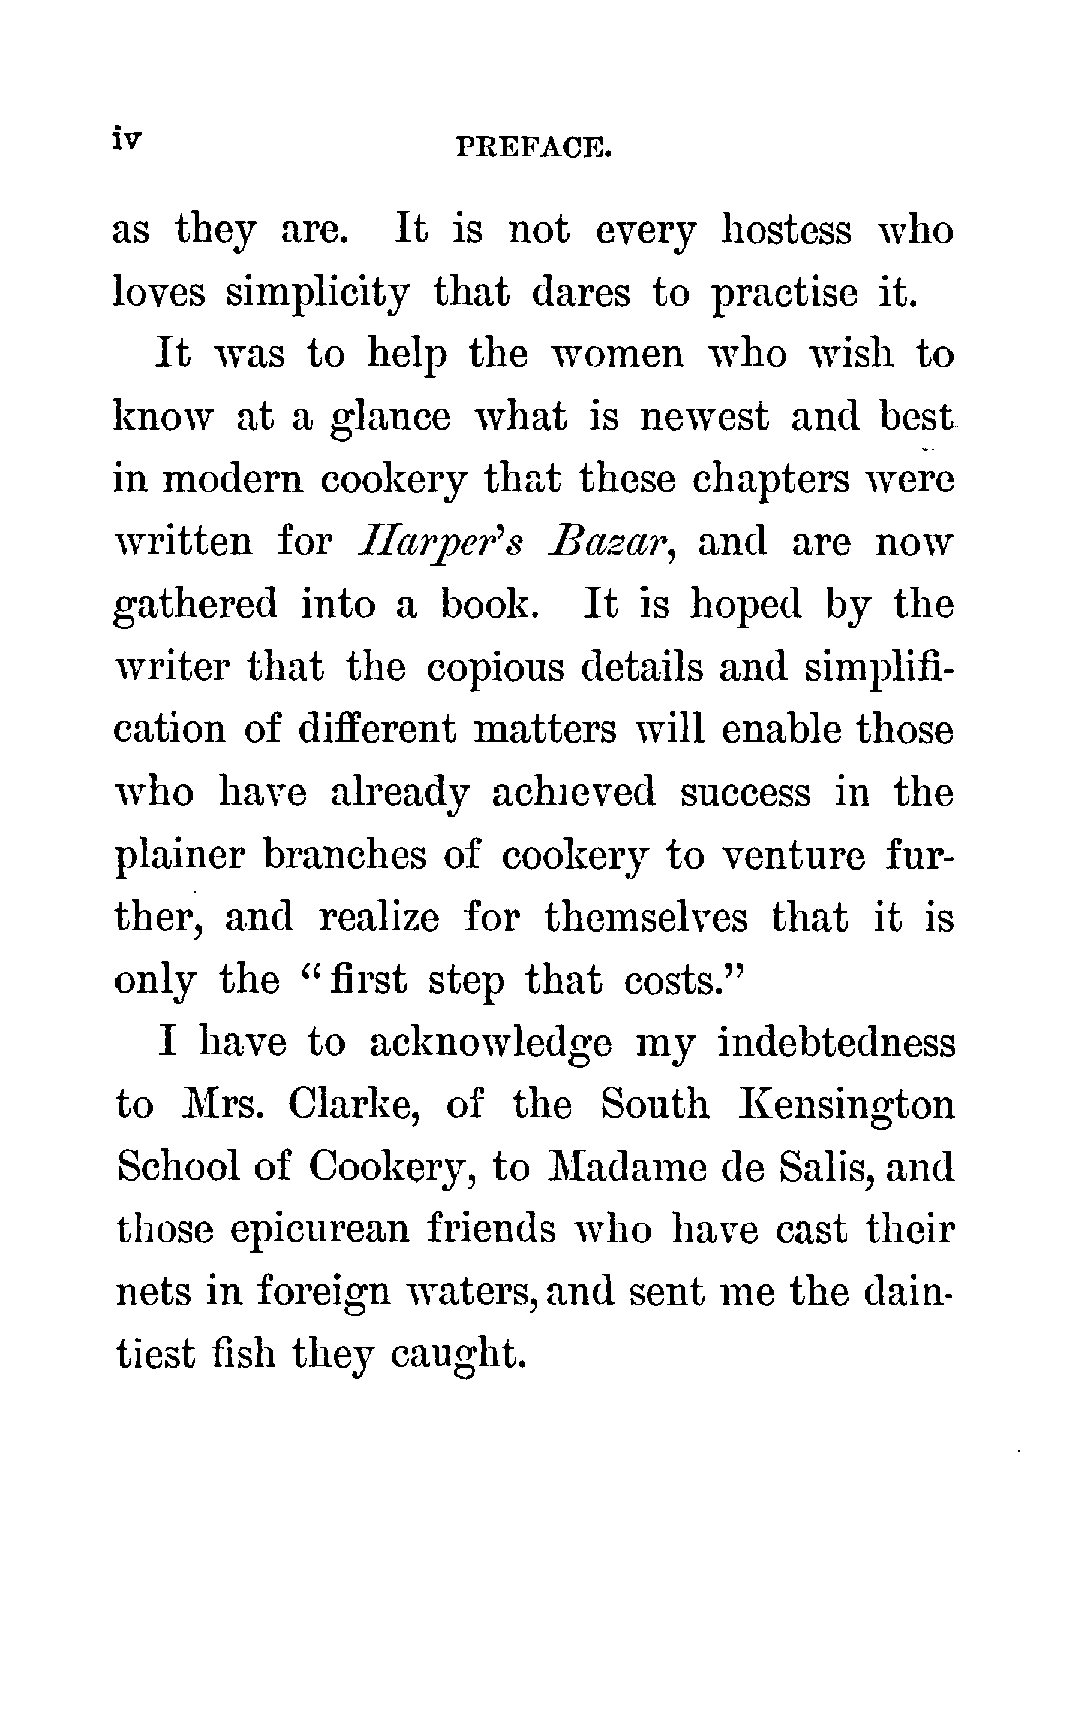 iv
PREFACE.
as they are. It is not every hostess who
loves simplicity that dares to practise it.
It was to help the women who wish to
know at a glance what is newest and best
in modern cookery that these chapters were
written for Harper's Bazar, and are now
gathered into a book. It is hoped by the
writer that the copious details and simplifi-
cation of different matters will enable those
who have already achieved success in the
plainer branches of cookery to venture fur-
ther, and realize for themselves that it is
only the "first step that costs."
I have to acknowledge my indebtedness
to Mrs. Clarke, of the South Kensington
School of Cookery, to Madame de Salis, and
those epicurean friends who have cast their
nets in foreign waters, and sent me the dain-
tiest fish they caught.